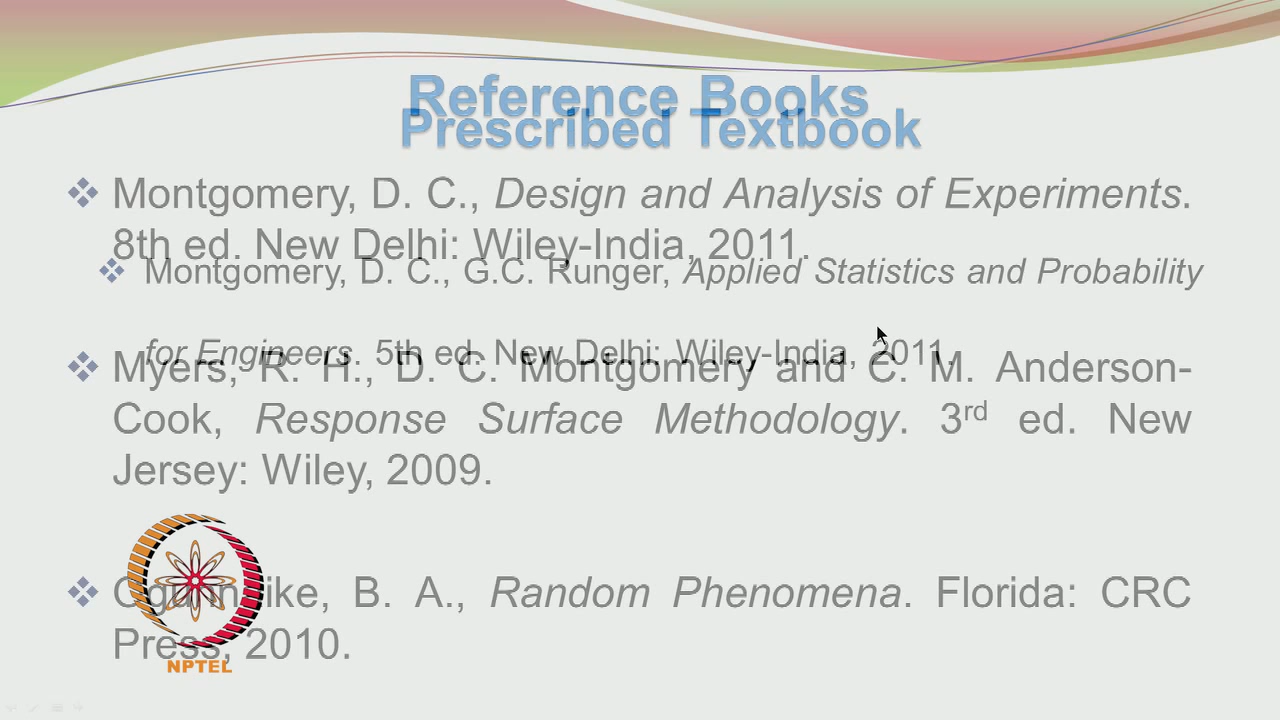 Reference Books
Prescribed Textbook
❖ Montgomery, D. C., Design and Analysis of Experiments.
8th ed. New Delhi: Wiley-India, 2011.
❖ Montgomery, D. C., G.C. Runger, Applied Statistics and Probability
for Engineers. 5th ed. New Delhi: Wiley-India, 2011.
❖ Myers, R. H., D. C. Montgomery and C. M. Anderson-
Cook, Response Surface Methodology. 3rd ed. New
Jersey: Wiley, 2009.
❖ B. A., Random Phenomena. Florida: CRC
Press, 2010.
NPTEL